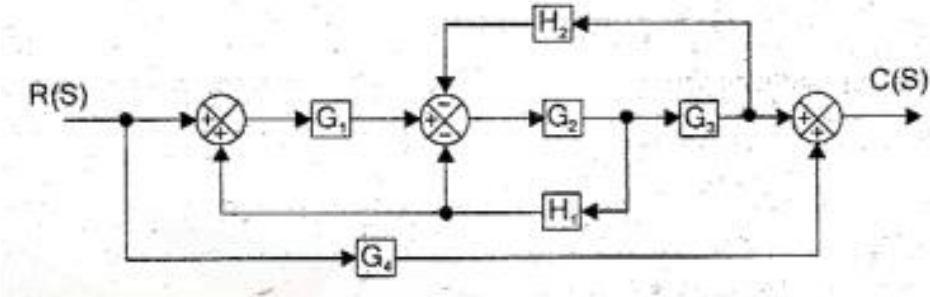 H₂
R(S)
C(S)
+
+
G₁
+
-
-
G₂
G₃
+
+
H₁
G₄